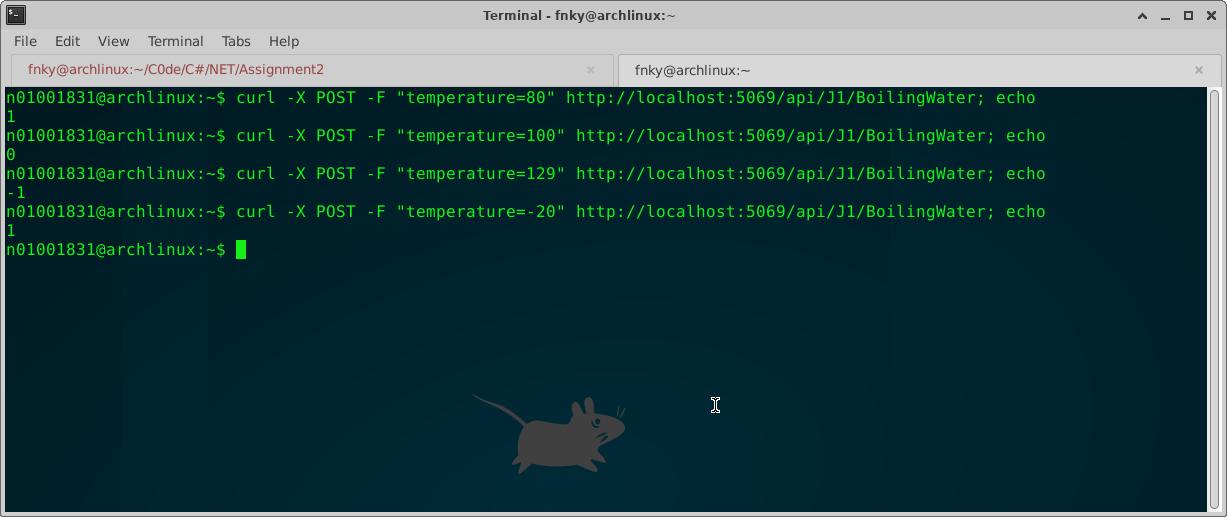 Terminal - fnky@archlinux:~
File Edit View Terminal Tabs Help
fnky@archlinux:~/C0de/C#/NET/Assignment2
fnky@archlinux:~
n01001831@archlinux:~$ curl -X POST -F "temperature=80" http://localhost:5069/api/J1/BoilingWater; echo
1
n01001831@archlinux:~$ curl -X POST -F "temperature=100" http://localhost:5069/api/J1/BoilingWater; echo
0
n01001831@archlinux:~$ curl -X POST -F "temperature=129" http://localhost:5069/api/J1/BoilingWater; echo
-1
n01001831@archlinux:~$ curl -X POST -F "temperature=-20" http://localhost:5069/api/J1/BoilingWater; echo
1
n01001831@archlinux:~$